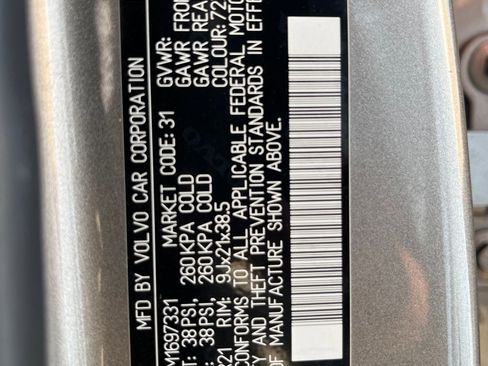 MFD BY VOLVO CAR CORPORATION
M1697331 MARKET CODE: 31 GVWR:
: 38PSI, 260KPA COLD GAWR FRO
: 38PSI, 260KPA COLD GAWR REA
x21 RIM: 9Jx21x38.5 COLOUR: 72
CONFORMS TO ALL APPLICABLE FEDERAL MOTO
TY AND THEFT PREVENTION STANDARDS IN EFFE
OF MANUFACTURE SHOWN ABOVE.